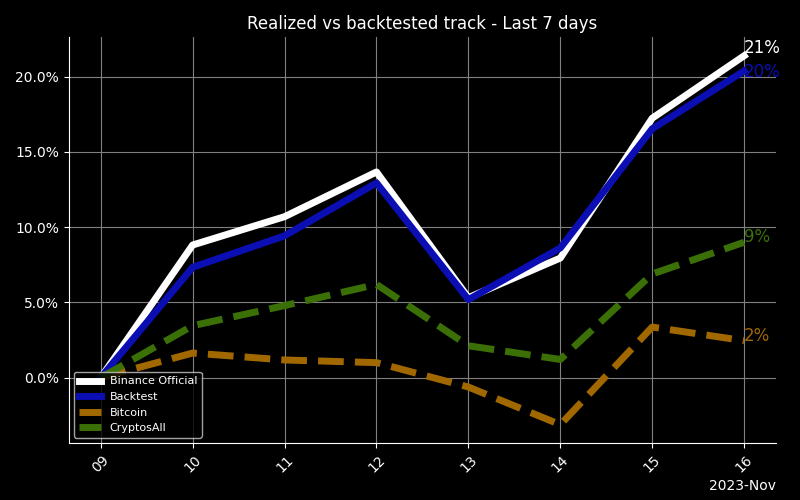 Realized vs backtested track - Last 7 days
21%
20%
9%
2%
20.0%
15.0%
10.0%
5.0%
0.0%
Binance Official
Backtest
Bitcoin
CryptosAll
09 10 11 12 13 14 15 16
2023-Nov